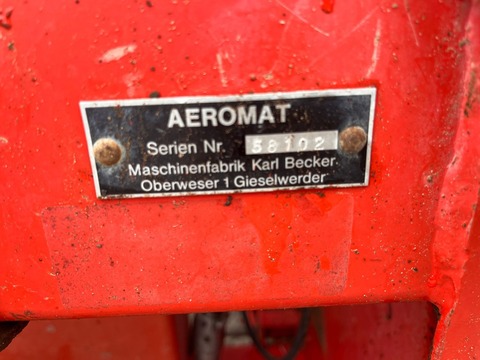 AEROMAT
Serien Nr. 58102
Maschinenfabrik Karl Becker
Oberweser 1 Gieselwerder